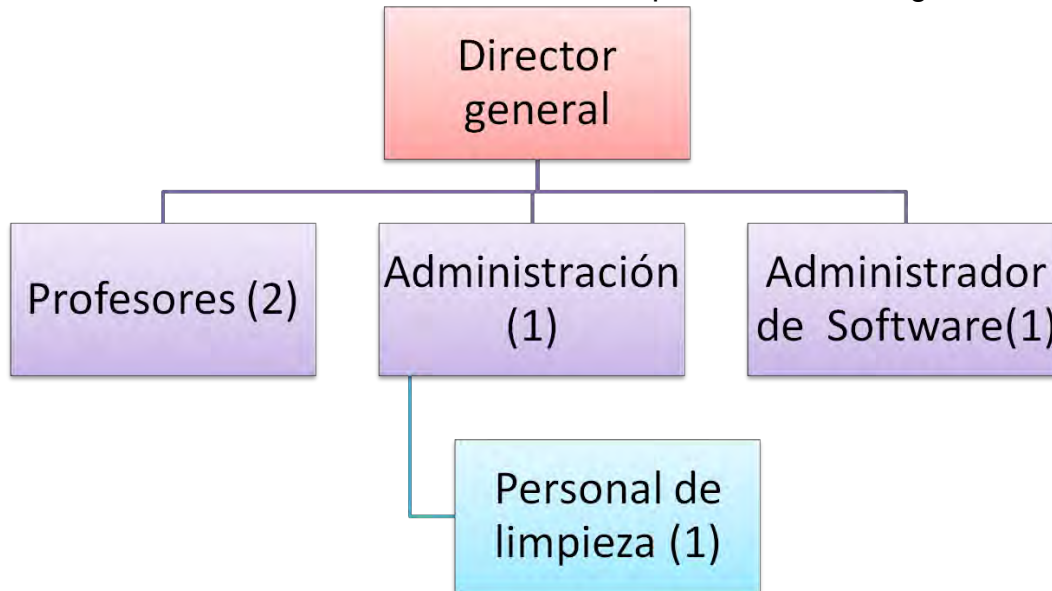 Director
general
Profesores (2)
Administración
(1)
Administrador
de Software(1)
Personal de
limpieza (1)